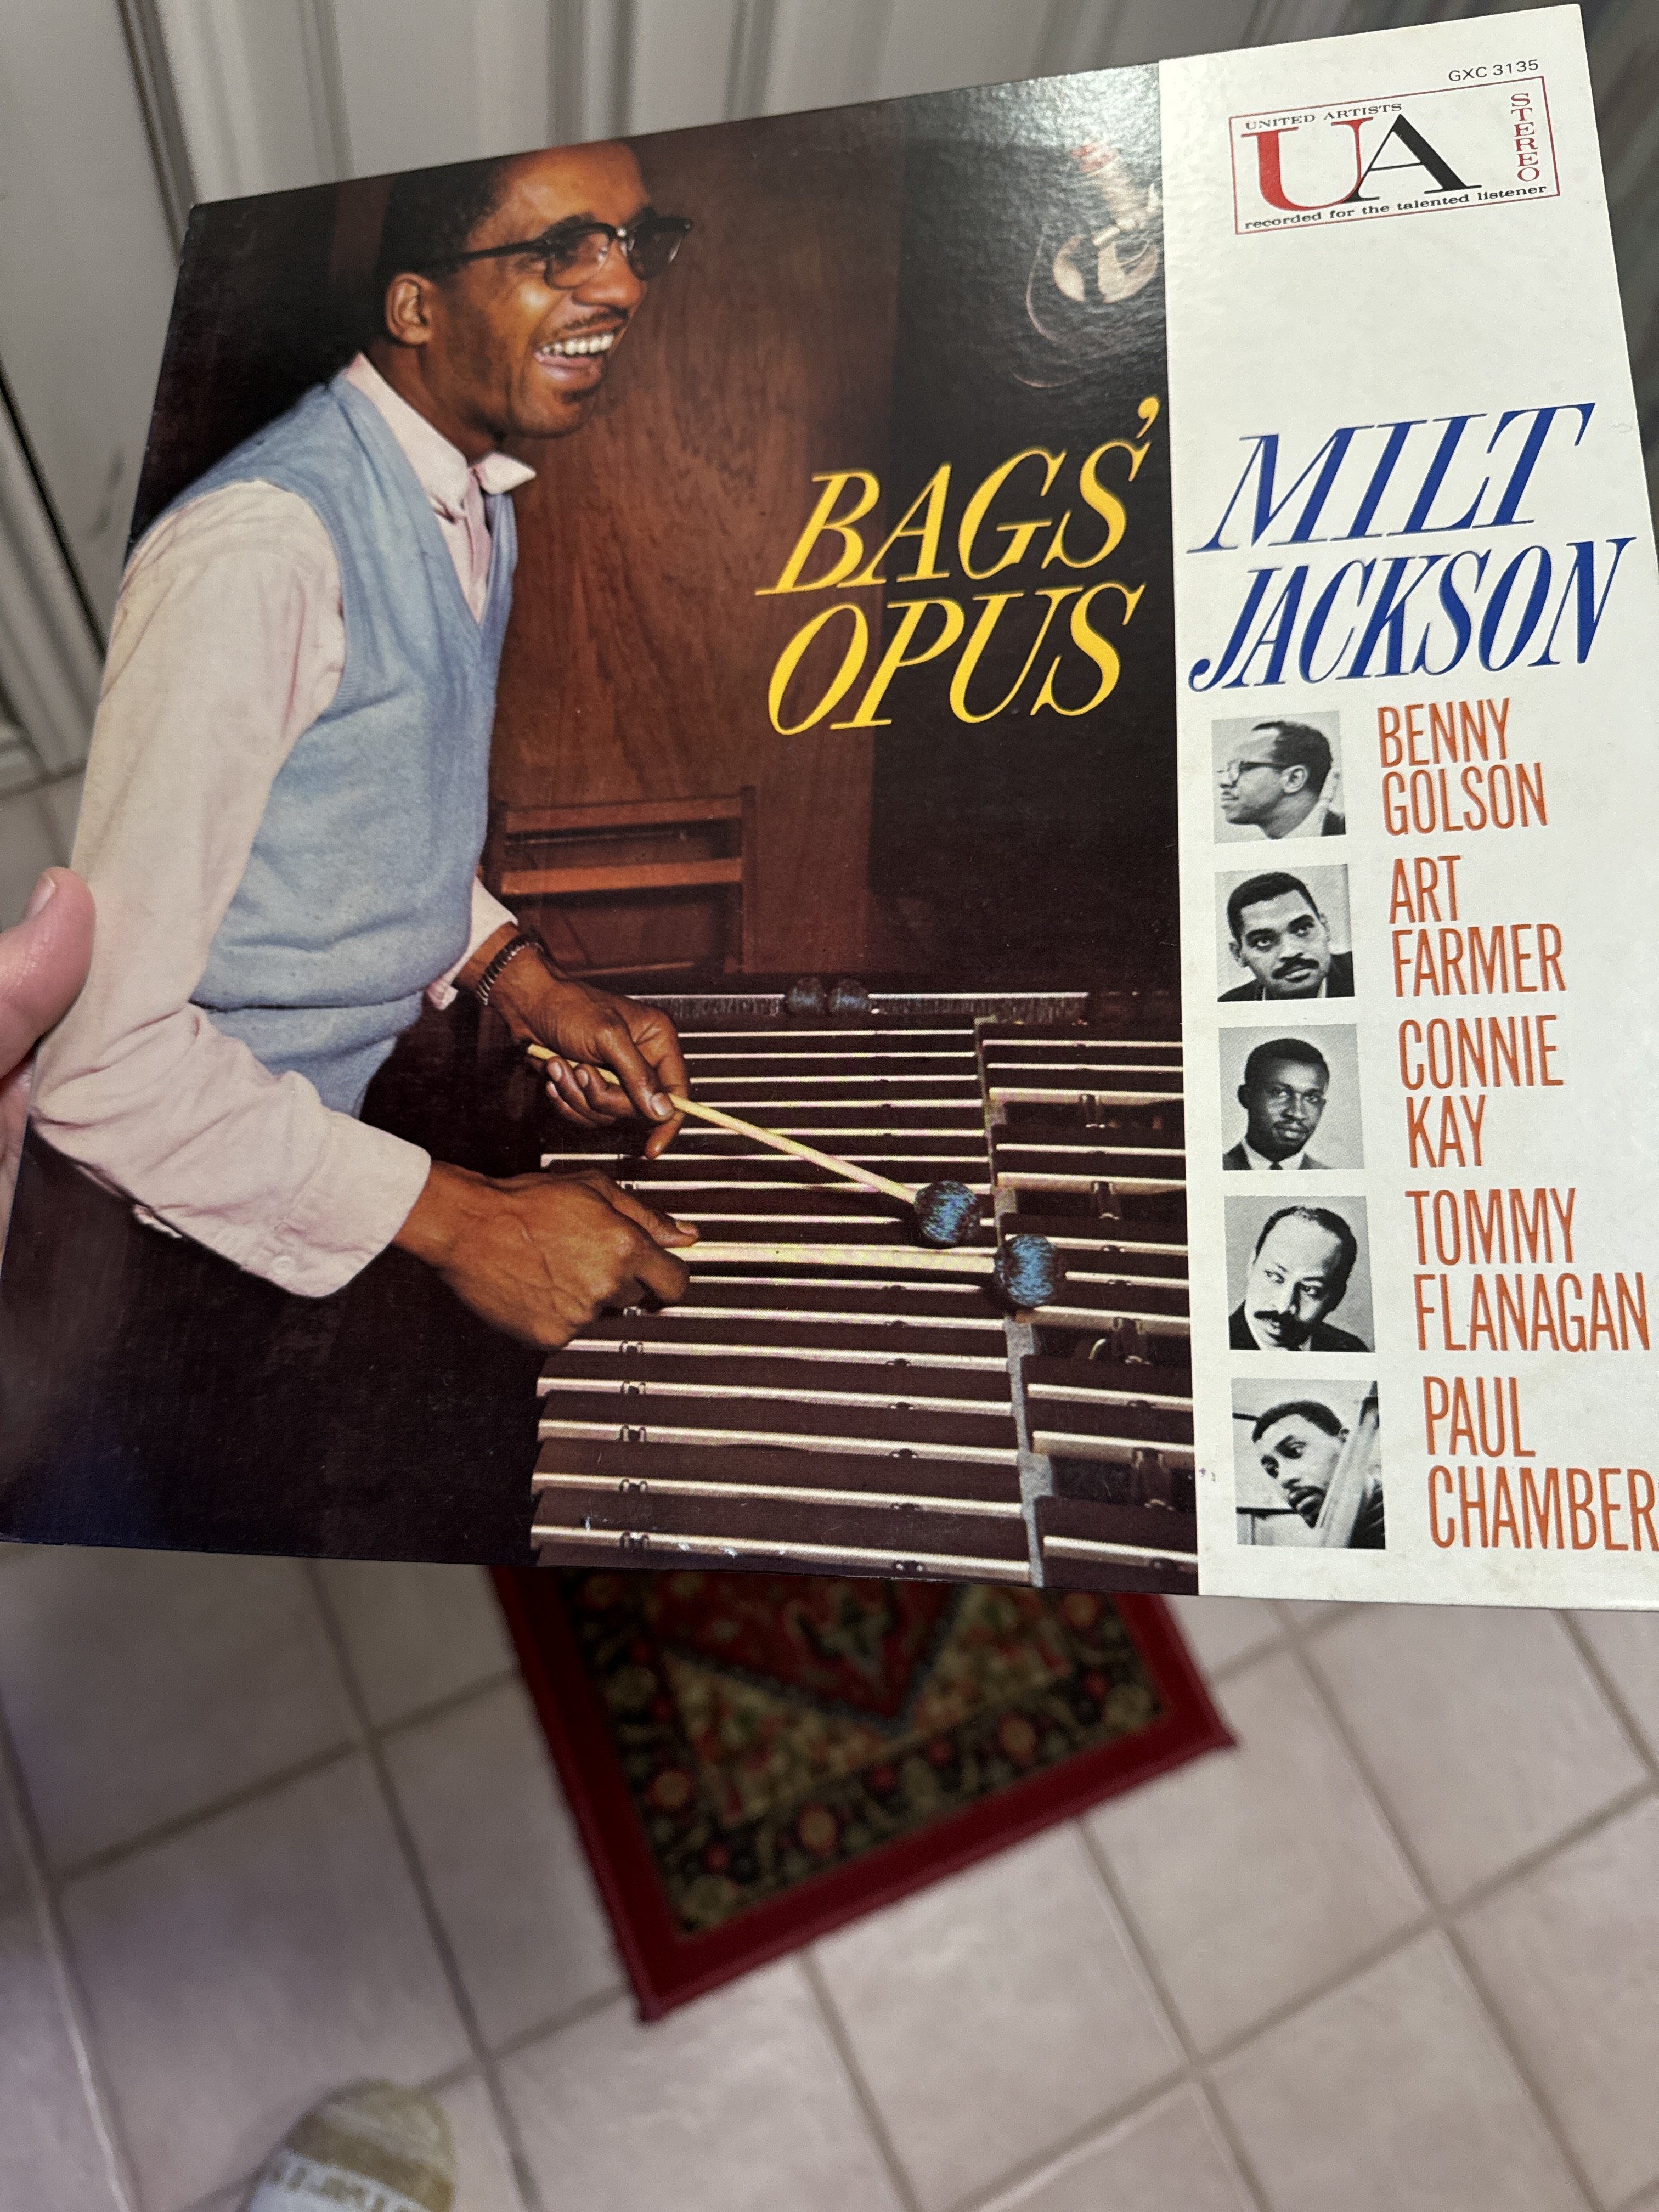 GXC 3135
UNITED ARTISTS
UA
STEREO
recorded for the talented listener
BAGS'
OPUS
MILT
JACKSON
BENNY
GOLSON
ART
FARMER
CONNIE
KAY
TOMMY
FLANAGAN
PAUL
CHAMBER